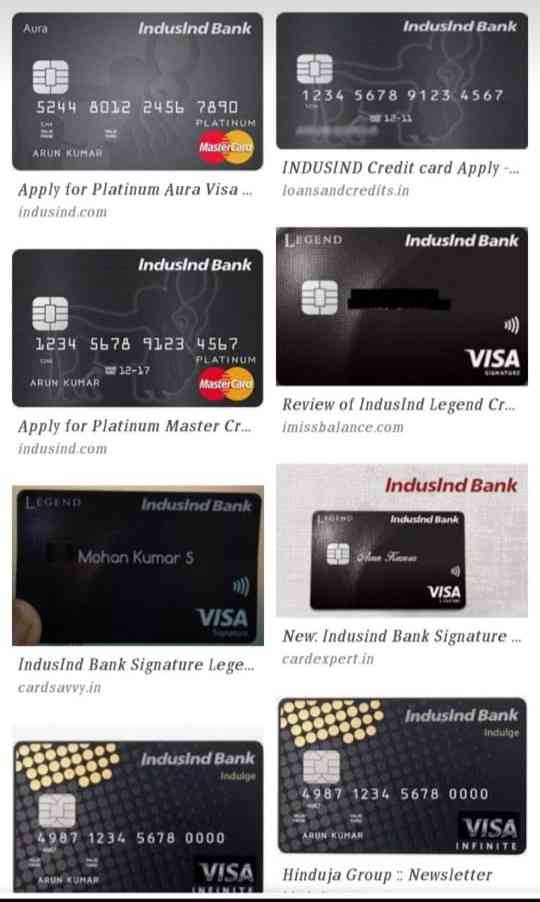 Aura
IndusInd Bank
5244 8012 2456 7890
PLATINUM
ARUN KUMAR
MasterCard
Apply for Platinum Aura Visa ...
indusind.com
IndusInd Bank
1234 5678 9123 4567
12-11
INDUSIND Credit card Apply -...
loansandcredits.in
IndusInd Bank
1234 5678 9123 4567
PLATINUM
12-17
ARUN KUMAR
MasterCard
Apply for Platinum Master Cr...
indusind.com
LEGEND
IndusInd Bank
VISA
SIGNATURE
Review of IndusInd Legend Cr...
imissbalance.com
LEGEND
IndusInd Bank
Mohan Kumar S
VISA
Signature
IndusInd Bank Signature Lege...
cardsavvy.in
IndusInd Bank
LEGEND
IndusInd Bank
VISA
New: Indusind Bank Signature ...
cardexpert.in
IndusInd Bank
Indulge
4987 1234 5678 0000
ARUN KUMAR
VISA
INFINITE
IndusInd Bank
Indulge
4987 1234 5678 0000
ARUN KUMAR
VISA
INFINITE
Hinduja Group :: Newsletter